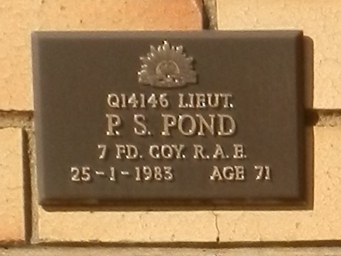 Q14146 LIEUT.
P. S. POND
7 FD. COY. R.A.E.
25-1-1983 AGE 71